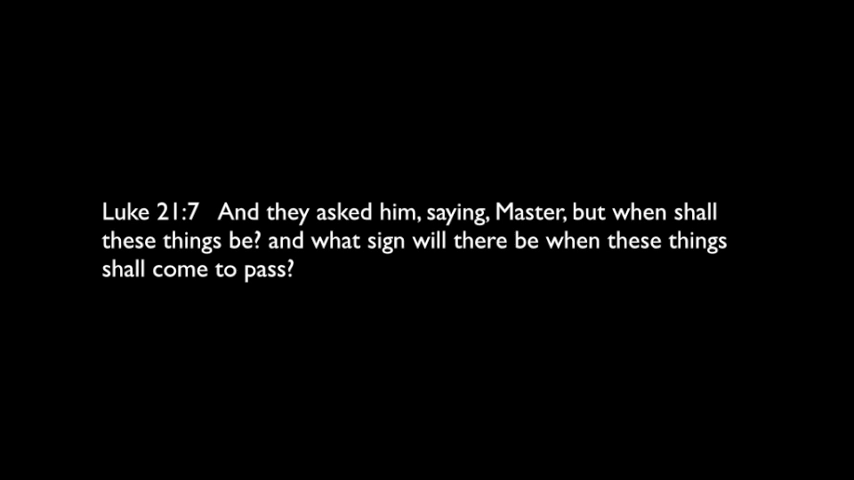 Luke 21:7 And they asked him, saying, Master, but when shall
these things be? and what sign will there be when these things
shall come to pass?